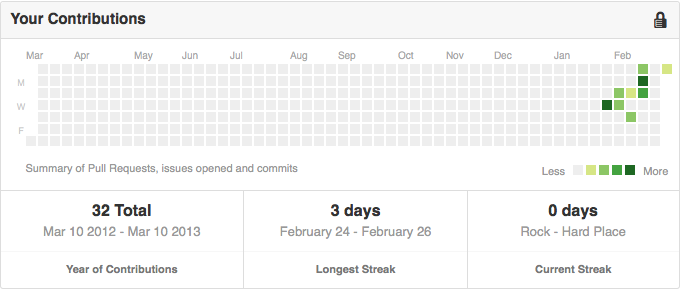 Your Contributions
Mar Apr May Jun Jul Aug Sep Oct Nov Dec Jan Feb
M
W
F
Summary of Pull Requests, issues opened and commits
Less More
32 Total 3 days 0 days
Mar 10 2012 - Mar 10 2013 February 24 - February 26 Rock - Hard Place
Year of Contributions Longest Streak Current Streak